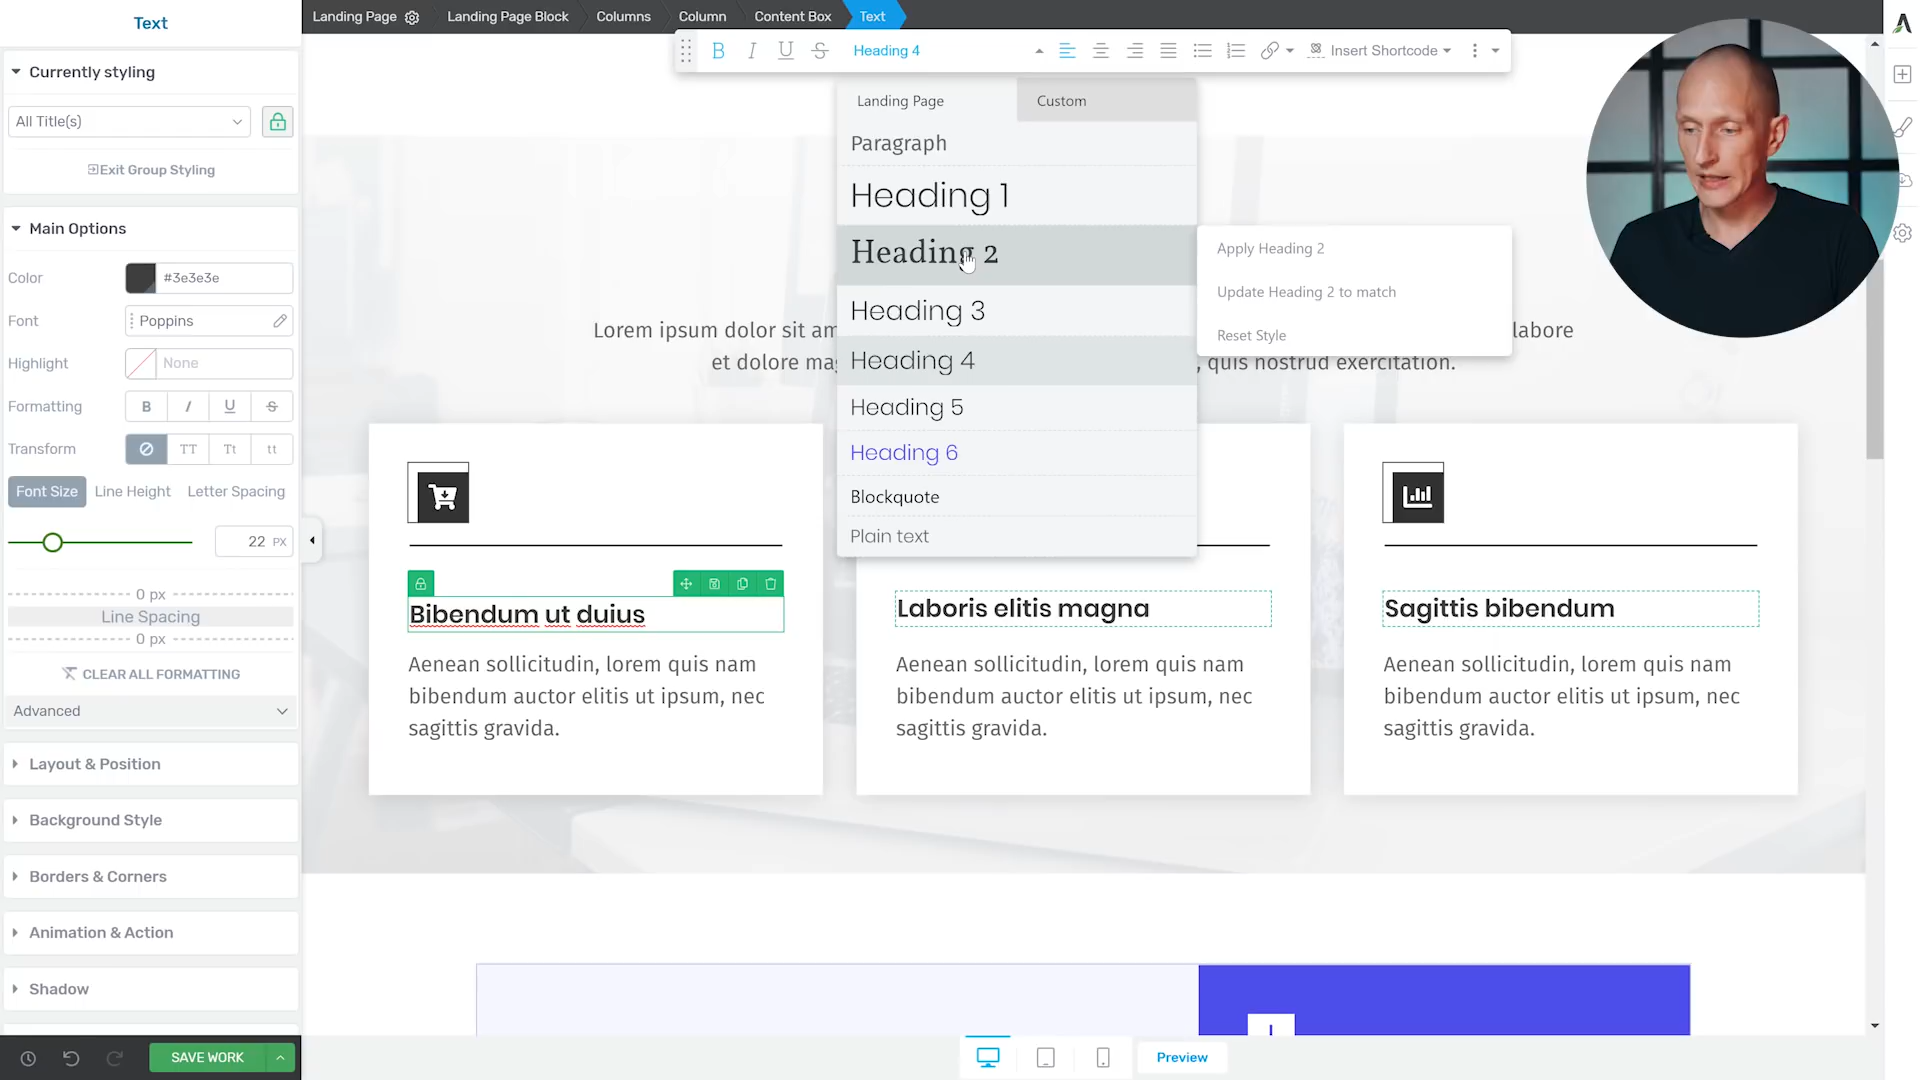 Text
Landing Page
Landing Page Block
Columns
Column
Content Box
Text
B I U S
Heading 4
Insert Shortcode
Currently styling
All Title(s)
Exit Group Styling
Main Options
Color
#3e3e3e
Font
Poppins
Highlight
None
Formatting
B I U S
Transform
TT Tt tt
Font Size
Line Height
Letter Spacing
22 PX
0 px
Line Spacing
0 px
CLEAR ALL FORMATTING
Advanced
Layout & Position
Background Style
Borders & Corners
Animation & Action
Shadow
SAVE WORK
Landing Page
Custom
Paragraph
Heading 1
Heading 2
Heading 3
Heading 4
Heading 5
Heading 6
Blockquote
Plain text
Apply Heading 2
Update Heading 2 to match
Reset Style
Lorem ipsum dolor sit am
labore
et dolore ma
, quis nostrud exercitation.
Bibendum ut duius
Aenean sollicitudin, lorem quis nam
bibendum auctor elitis ut ipsum, nec
sagittis gravida.
Laboris elitis magna
Aenean sollicitudin, lorem quis nam
bibendum auctor elitis ut ipsum, nec
sagittis gravida.
Sagittis bibendum
Aenean sollicitudin, lorem quis nam
bibendum auctor elitis ut ipsum, nec
sagittis gravida.
Preview